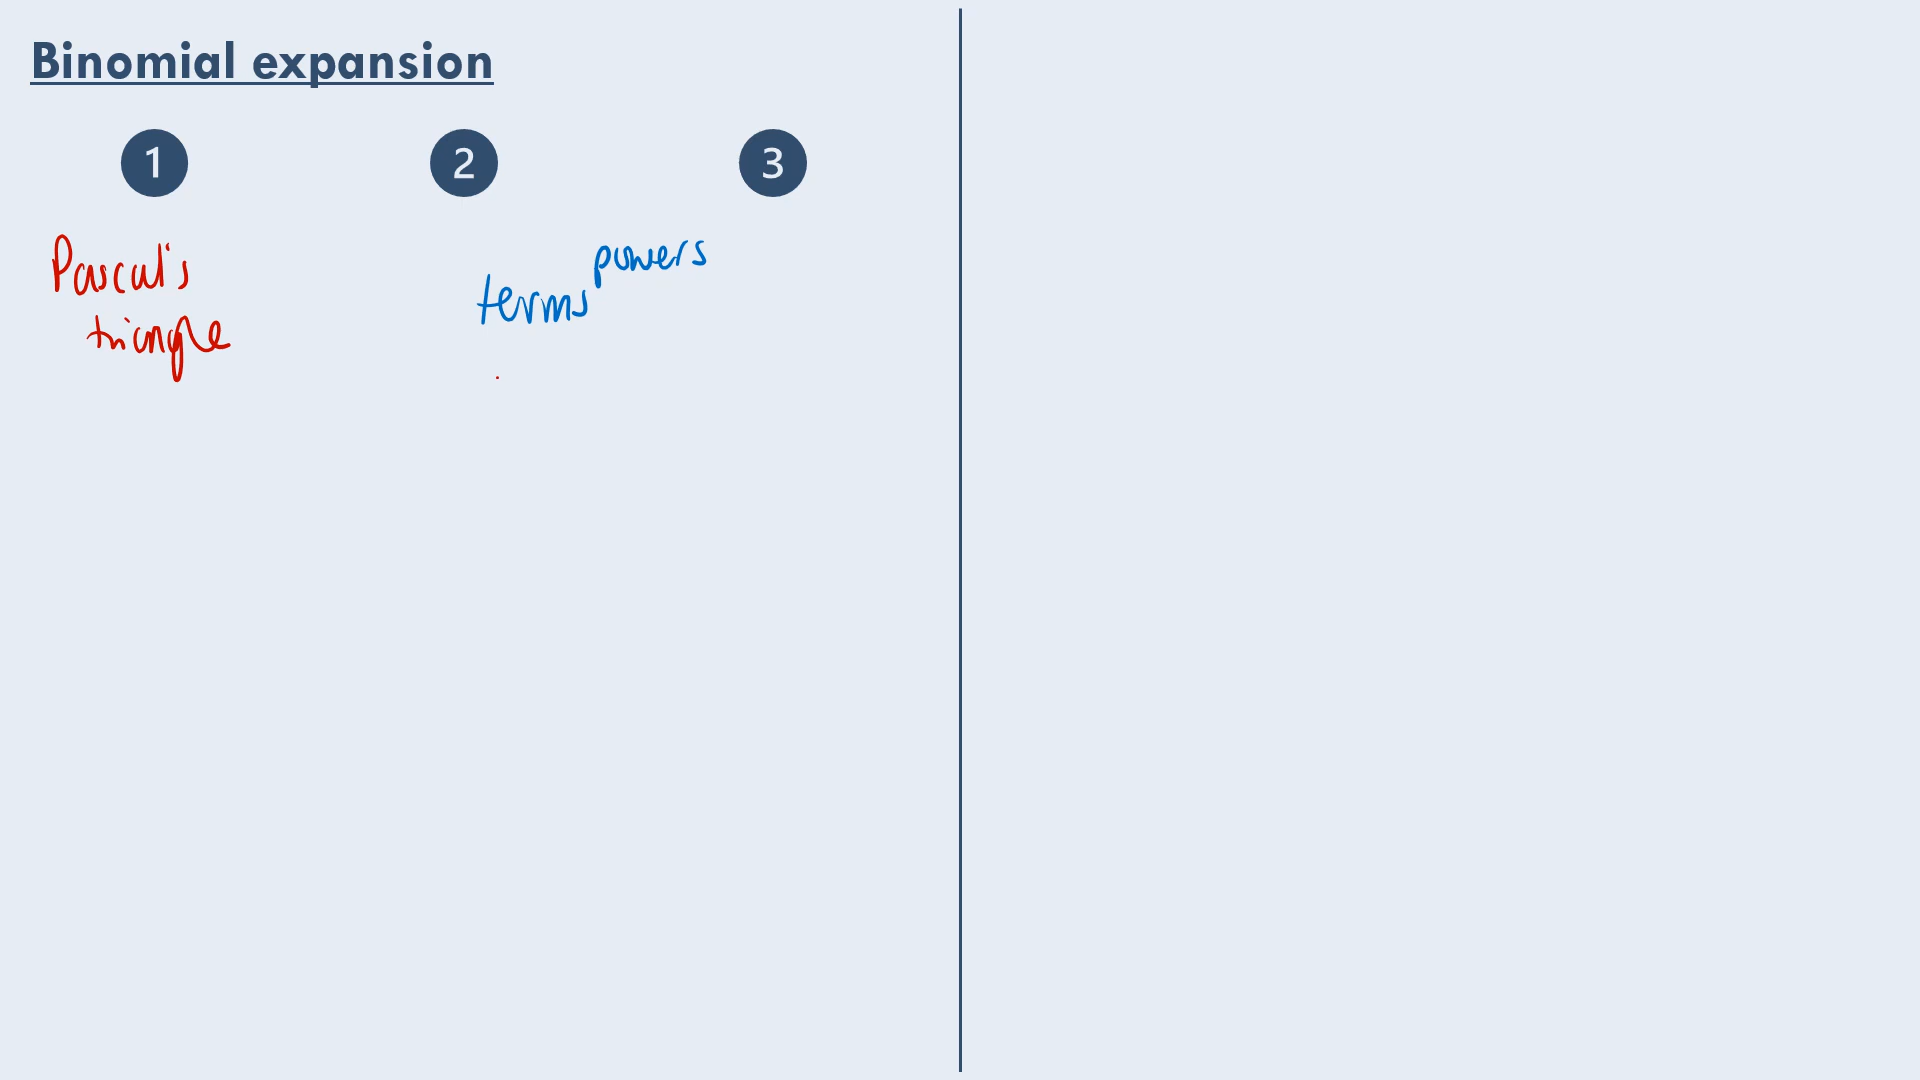 Binomial expansion
1 2 3
Pascal's
triangle
terms powers